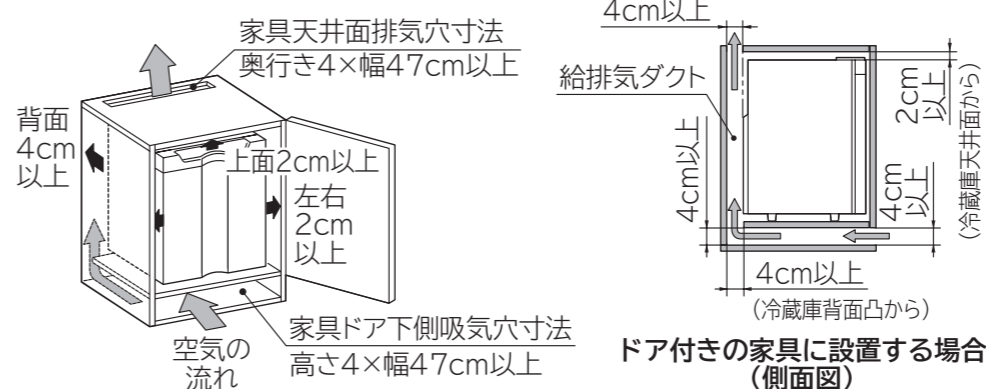 家具天井面排気穴寸法
奥行き4×幅47cm以上
背面
4cm
以上
上面2cm以上
左右
2cm
以上
空気の
流れ
家具ドア下側吸気穴寸法
高さ4×幅47cm以上
4cm以上
給排気ダクト
4cm以上
2cm
以上
(冷蔵庫天井面から)
4cm
以上
4cm以上
(冷蔵庫背面凸から)
ドア付きの家具に設置する場合
(側面図)